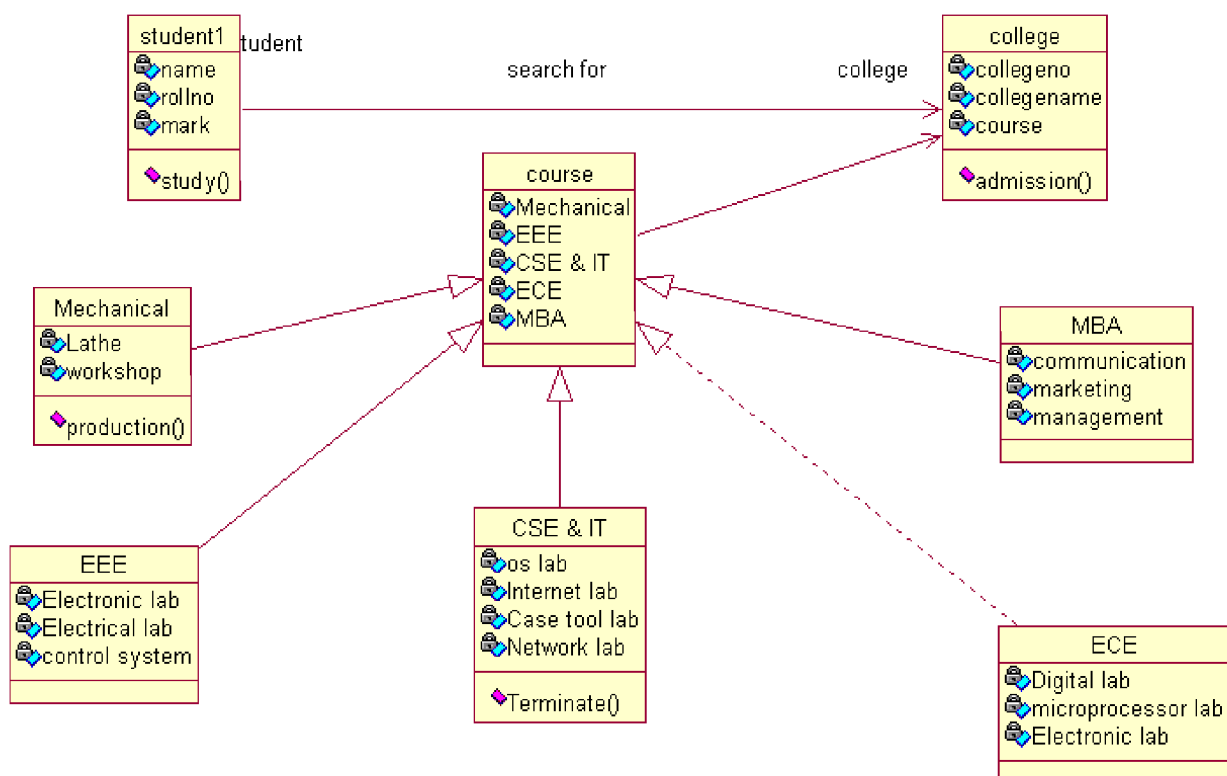 student1
tudent
name
rollno
mark
study()
search for
college
college
collegeno
collegename
course
admission()
course
Mechanical
EEE
CSE & IT
ECE
MBA
Mechanical
Lathe
workshop
production()
MBA
communication
marketing
management
EEE
Electronic lab
Electrical lab
control system
CSE & IT
os lab
Internet lab
Case tool lab
Network lab
Terminate()
ECE
Digital lab
microprocessor lab
Electronic lab